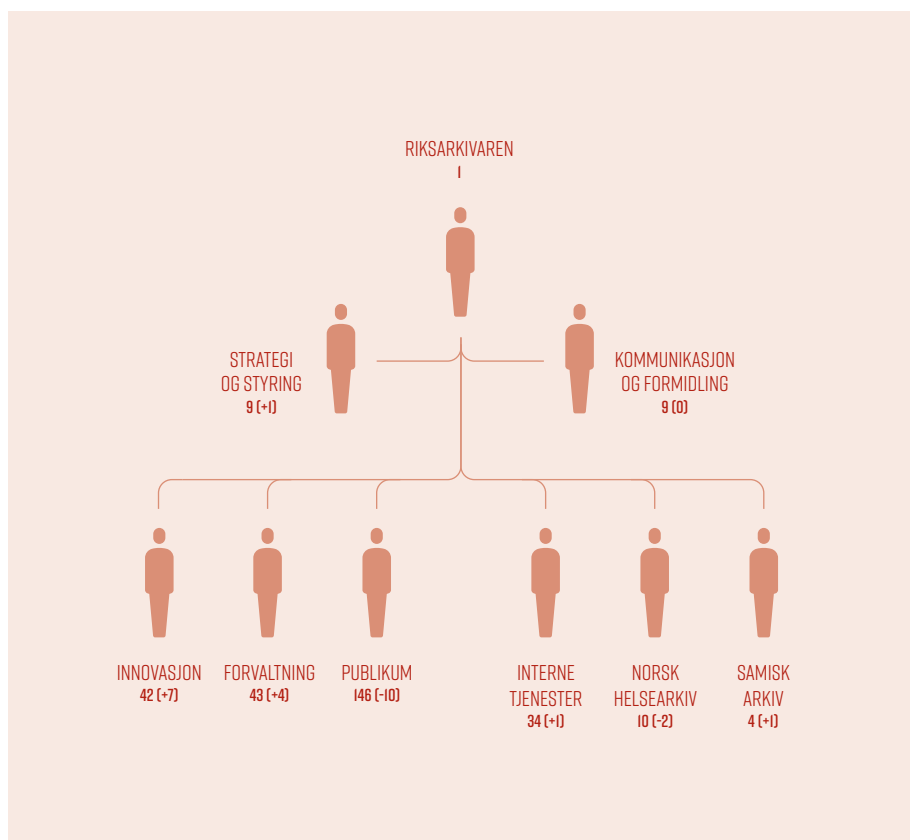 RIKSARKIVAREN
1
STRATEGI
OG STYRING
9 (+1)
KOMMUNIKASJON
OG FORMIDLING
9 (0)
INNOVASJON
42 (+7)
FORVALTNING
43 (+4)
PUBLIKUM
146 (-10)
INTERNE
TJENESTER
34 (+1)
NORSK
HELSEARKIV
10 (-2)
SAMISK
ARKIV
4 (+1)